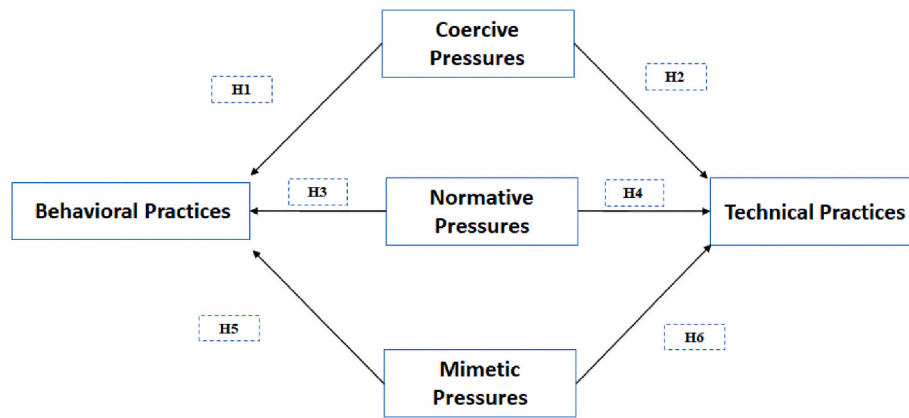 Coercive
Pressures
H1
H2
Behavioral Practices
H3
Normative
Pressures
H4
Technical Practices
H5
H6
Mimetic
Pressures